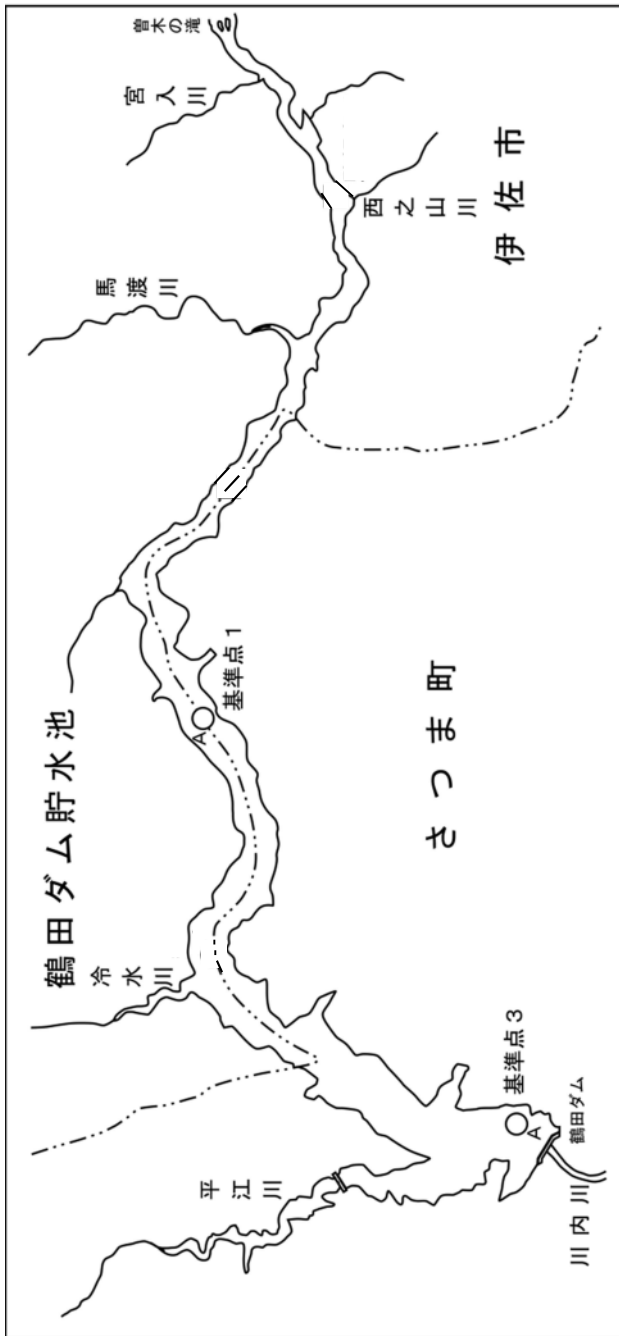 鶴田ダム貯水池
曽木の滝
宮人川
西之山川
伊佐市
馬渡川
基準点1
A
さつま町
冷水川
平江川
基準点3
A
鶴田ダム
川内川